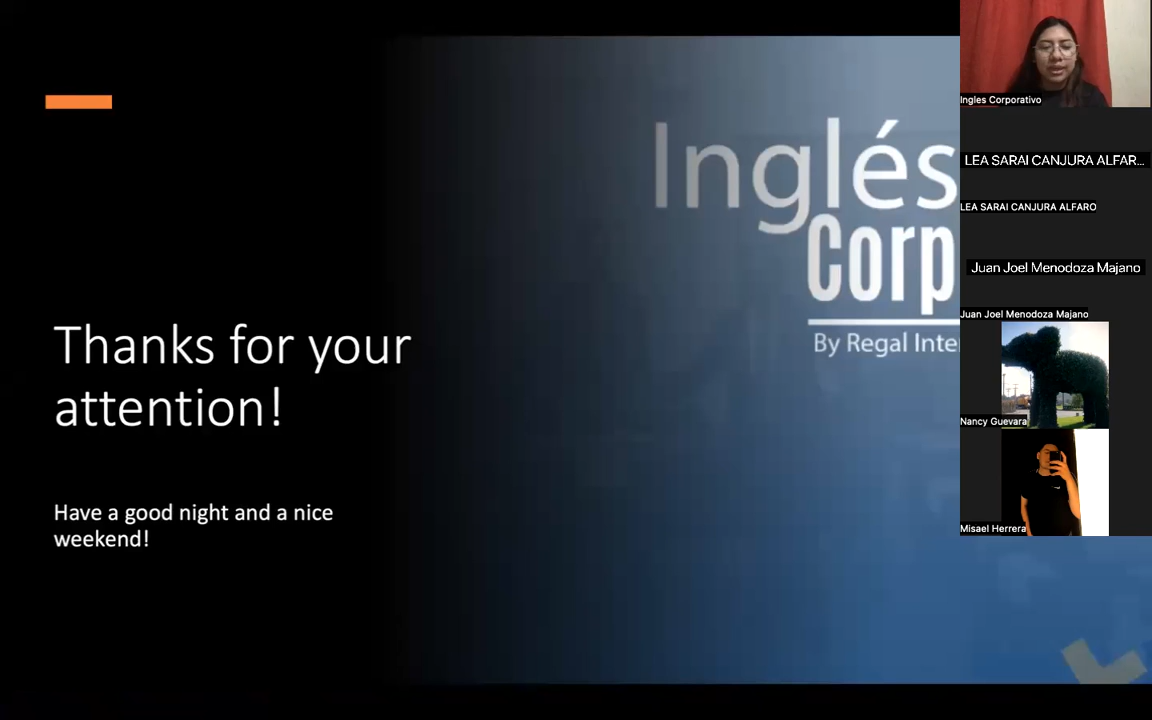 Inglés
Corp
By Regal Inte
Thanks for your
attention!
Have a good night and a nice
weekend!
Ingles Corporativo
LEA SARAI CANJURA ALFAR...
LEA SARAI CANJURA ALFARO
Juan Joel Menodoza Majano
Juan Joel Menodoza Majano
Nancy Guevara
Misael Herrera